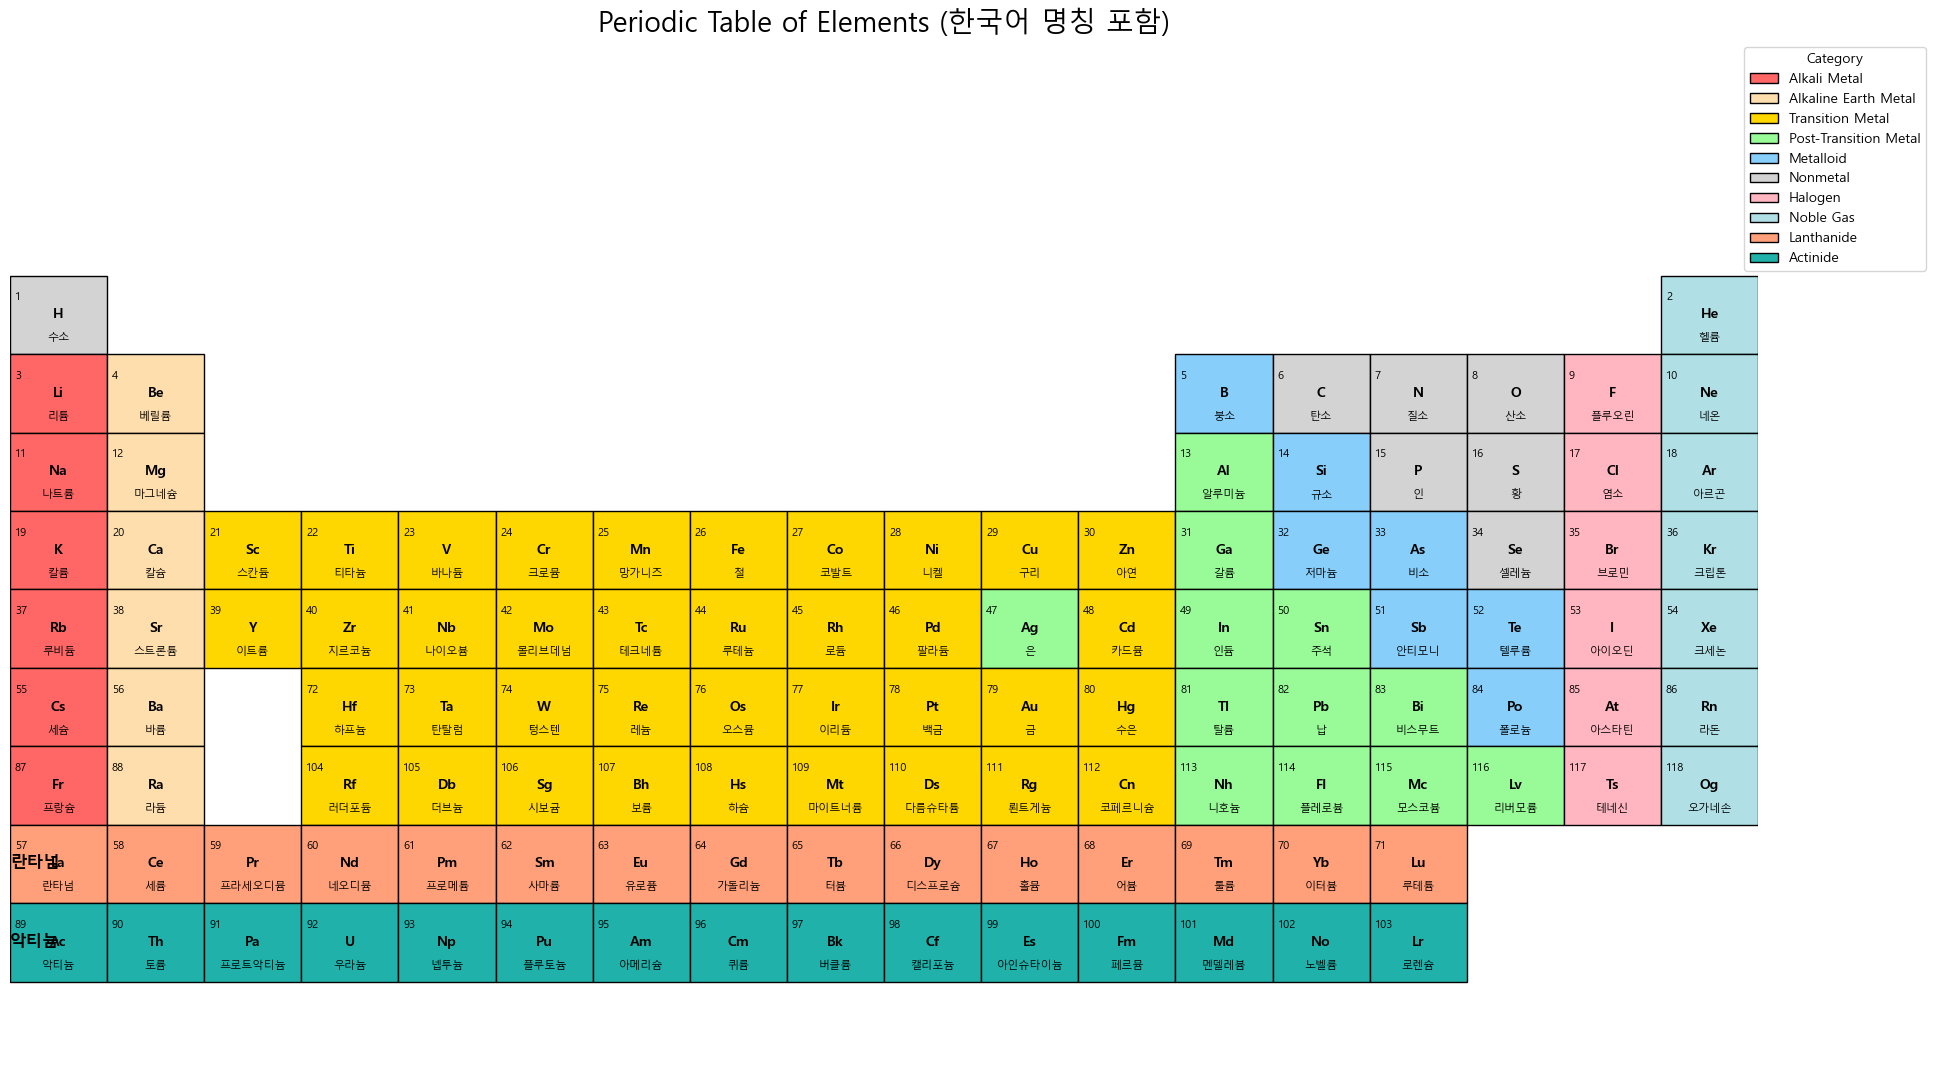 Periodic Table of Elements (한국어 명칭 포함)
Category
Alkali Metal
Alkaline Earth Metal
Transition Metal
Post-Transition Metal
Metalloid
Nonmetal
Halogen
Noble Gas
Lanthanide
Actinide
1 2
H He
수소 헬륨
3 4 5 6 7 8 9 10
Li Be B C N O F Ne
리튬 베릴륨 붕소 탄소 질소 산소 플루오린 네온
11 12 13 14 15 16 17 18
Na Mg Al Si P S Cl Ar
나트륨 마그네슘 알루미늄 규소 인 황 염소 아르곤
19 20 21 22 23 24 25 26 27 28 29 30 31 32 33 34 35 36
K Ca Sc Ti V Cr Mn Fe Co Ni Cu Zn Ga Ge As Se Br Kr
칼륨 칼슘 스칸듐 티타늄 바나듐 크로뮴 망가니즈 철 코발트 니켈 구리 아연 갈륨 저마늄 비소 셀레늄 브로민 크립톤
37 38 39 40 41 42 43 44 45 46 47 48 49 50 51 52 53 54
Rb Sr Y Zr Nb Mo Tc Ru Rh Pd Ag Cd In Sn Sb Te I Xe
루비듐 스트론튬 이트륨 지르코늄 나이오븀 몰리브데넘 테크네튬 루테늄 로듐 팔라듐 은 카드뮴 인듐 주석 안티모니 텔루륨 아이오딘 크세논
55 56 72 73 74 75 76 77 78 79 80 81 82 83 84 85 86
Cs Ba Hf Ta W Re Os Ir Pt Au Hg Tl Pb Bi Po At Rn
세슘 바륨 하프늄 탄탈럼 텅스텐 레늄 오스뮴 이리듐 백금 금 수은 탈륨 납 비스무트 폴로늄 아스타틴 라돈
87 88 104 105 106 107 108 109 110 111 112 113 114 115 116 117 118
Fr Ra Rf Db Sg Bh Hs Mt Ds Rg Cn Nh Fl Mc Lv Ts Og
프랑슘 라듐 러더포듐 더브늄 시보귬 보륨 하슘 마이트너륨 다름슈타튬 뢴트게늄 코페르니슘 니호늄 플레로븀 모스코븀 리버모륨 테네신 오가네손
57 58 59 60 61 62 63 64 65 66 67 68 69 70 71
란타넘 La Ce Pr Nd Pm Sm Eu Gd Tb Dy Ho Er Tm Yb Lu
란타넘 세륨 프라세오디뮴 네오디뮴 프로메튬 사마륨 유로퓸 가돌리늄 터븀 디스프로슘 홀뮴 어븀 툴륨 이터븀 루테튬
89 90 91 92 93 94 95 96 97 98 99 100 101 102 103
악티늄 Ac Th Pa U Np Pu Am Cm Bk Cf Es Fm Md No Lr
악티늄 토륨 프로트악티늄 우라늄 넵투늄 플루토늄 아메리슘 퀴륨 버클륨 캘리포늄 아인슈타이늄 페르뮴 멘델레븀 노벨륨 로렌슘